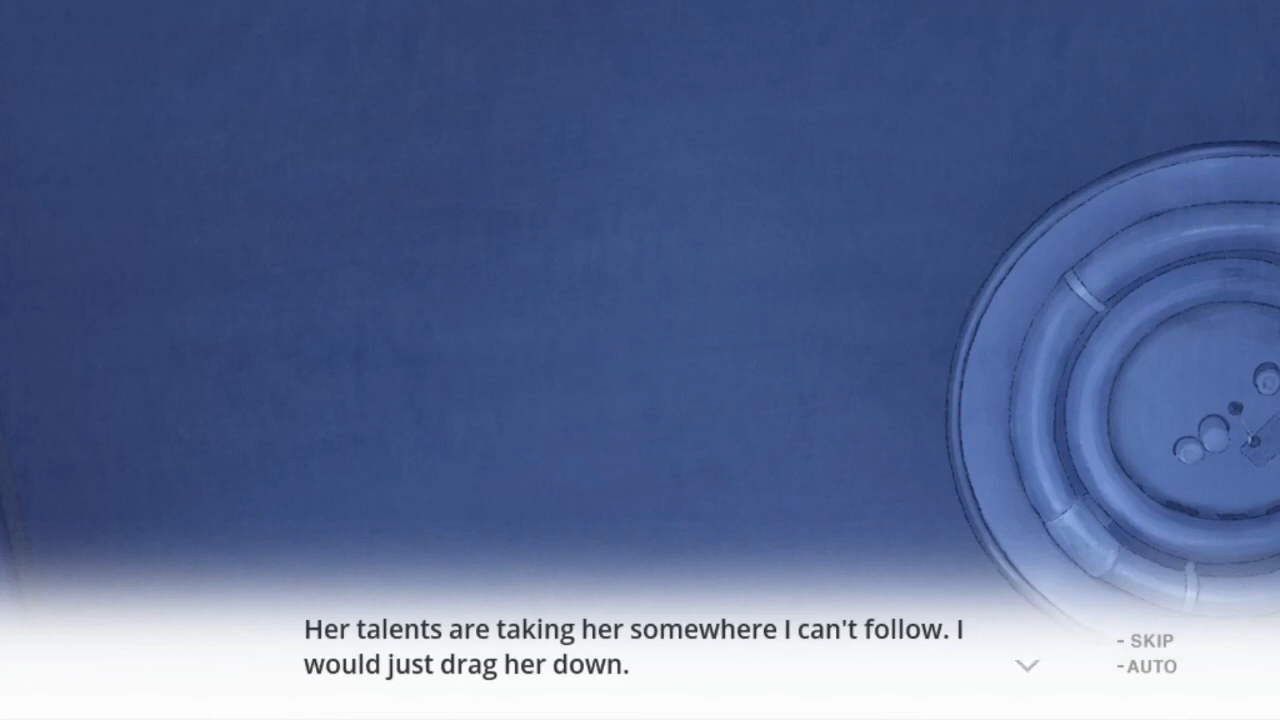 Her talents are taking her somewhere I can't follow. I
would just drag her down.
- SKIP
-AUTO